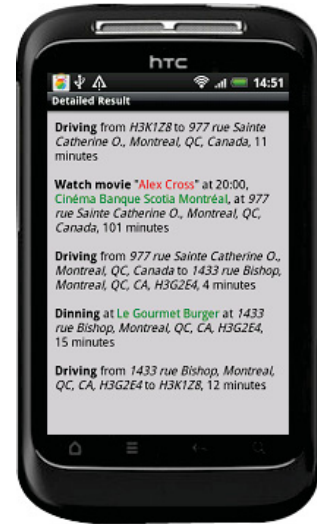 htc
14:51
Detailed Result
Driving from H3K1Z8 to 977 rue Sainte
Catherine O., Montreal, QC, Canada, 11
minutes
Watch movie "Alex Cross" at 20:00,
Cinéma Banque Scotia Montréal, at 977
rue Sainte Catherine O., Montreal, QC,
Canada, 101 minutes
Driving from 977 rue Sainte Catherine O.,
Montreal, QC, Canada to 1433 rue Bishop,
Montreal, QC, CA, H3G2E4, 4 minutes
Dinning at Le Gourmet Burger at 1433
rue Bishop, Montreal, QC, CA, H3G2E4,
15 minutes
Driving from 1433 rue Bishop, Montreal,
QC, CA, H3G2E4 to H3K1Z8, 12 minutes